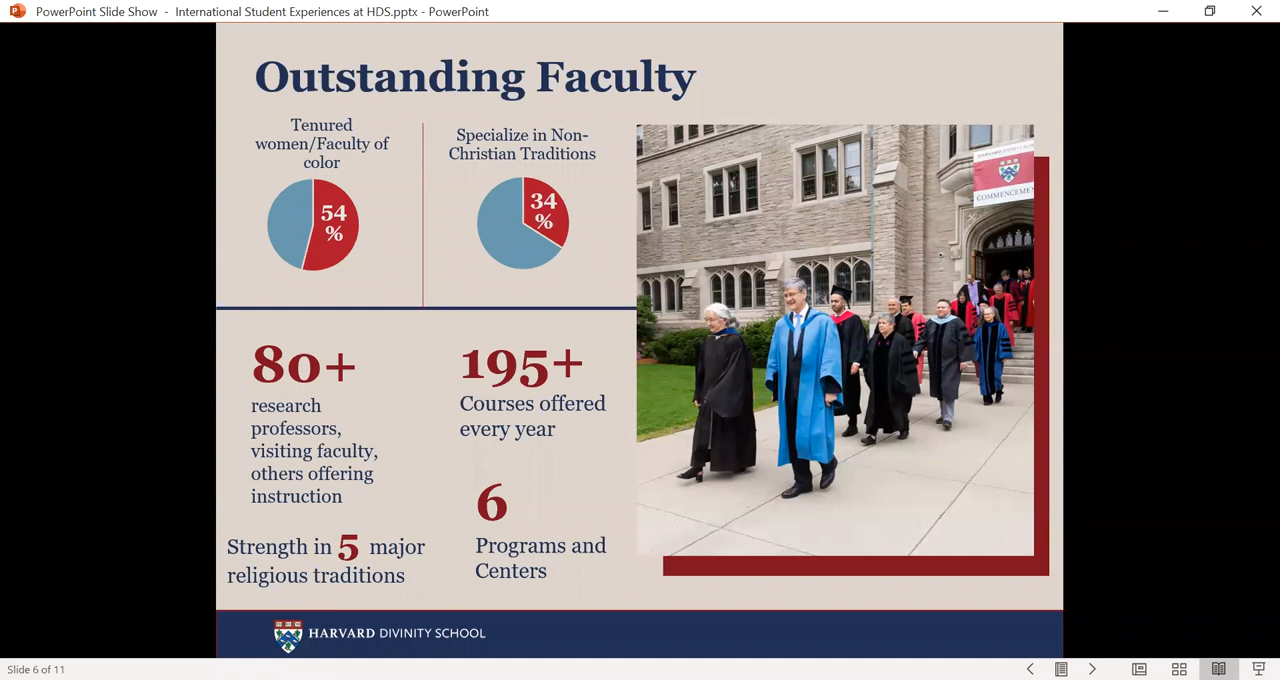 PowerPoint Slide Show - International Student Experiences at HDS.pptx - PowerPoint
Outstanding Faculty
Tenured
women/Faculty of
color
54
%
Specialize in Non-
Christian Traditions
34
%
80+
research
professors,
visiting faculty,
others offering
instruction
195+
Courses offered
every year
Strength in 5 major
religious traditions
6
Programs and
Centers
COMMENCEMEN
HARVARD DIVINITY SCHOOL
Slide 6 of 11